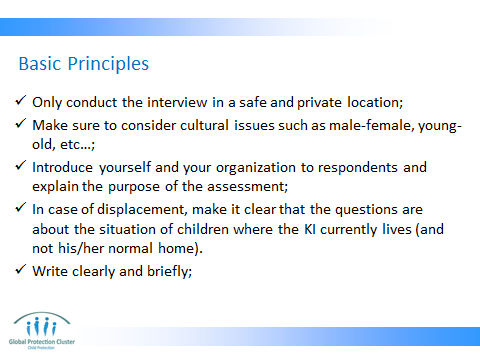 Basic Principles
✓ Only conduct the interview in a safe and private location;
✓ Make sure to consider cultural issues such as male-female, young-
old, etc…;
✓ Introduce yourself and your organization to respondents and
explain the purpose of the assessment;
✓ In case of displacement, make it clear that the questions are
about the situation of children where the KI currently lives (and
not his/her normal home).
✓ Write clearly and briefly;
Global Protection Cluster
Child Protection